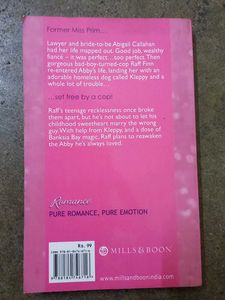 Former Miss Prim....
Lawyer and bride-to-be Abigail Callahan
had her life mapped out. Good job, wealthy
fiancé – it was perfect...too perfect. Then
gorgeous bad-boy-turned-cop Raff Finn
re-entered Abby's life, landing her with an
adorable homeless dog called Kleppy and a
whole lot of trouble!
...set free by a cop!
Raff's teenage recklessness once broke
them apart, but he's not about to let his
childhood sweetheart marry the wrong
guy. With help from Kleppy, and a dose of
Banksia Bay magic, Raff plans to reawaken
the Abby he's always loved.
Romance
PURE ROMANCE, PURE EMOTION
Rs. 99
MILLS & BOON
www.millsandboonindia.com